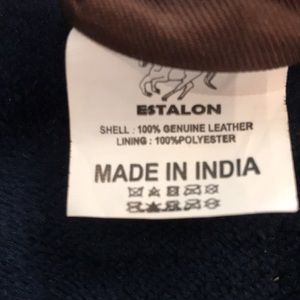 ESTALON
SHELL : 100% GENUINE LEATHER
LINING : 100%POLYESTER
MADE IN INDIA